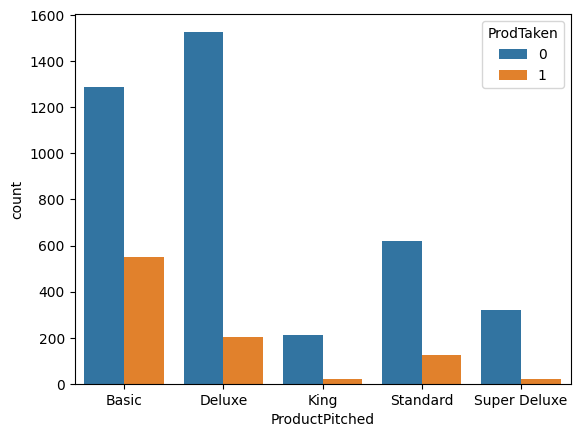 1600
1400
1200
1000
800
600
400
200
0
count
Basic
Deluxe
King
Standard
Super Deluxe
ProductPitched
ProdTaken
0
1